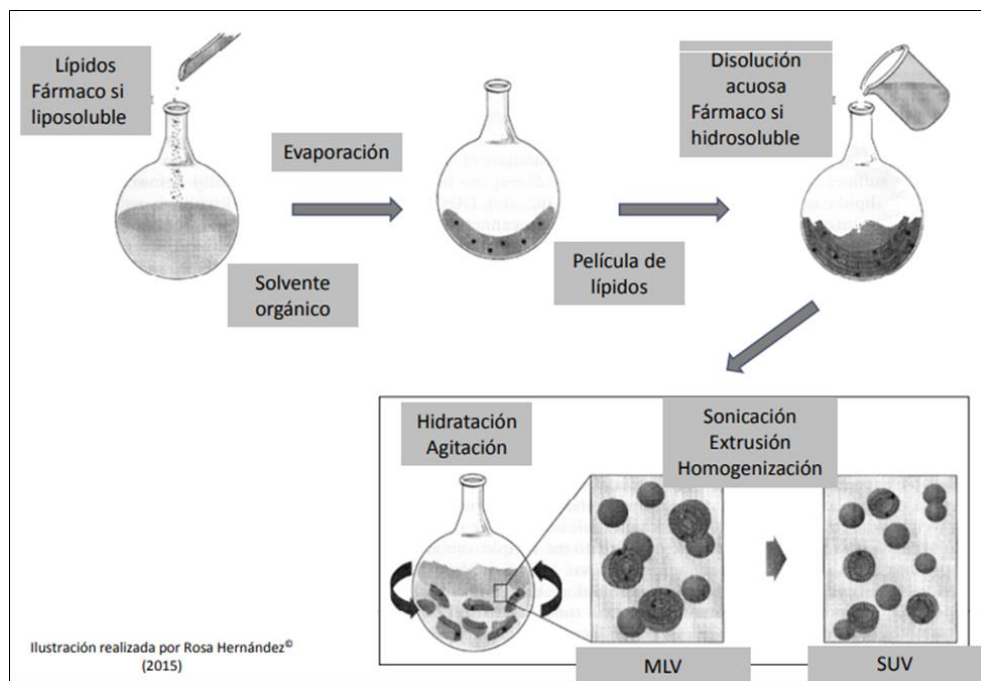 Lípidos
Fármaco si
liposoluble
Evaporación
Solvente
orgánico
Película de
lípidos
Disolución
acuosa
Fármaco si
hidrosoluble
Hidratación
Agitación
Sonicación
Extrusión
Homogenización
MLV
SUV
Ilustración realizada por Rosa Hernández©
(2015)